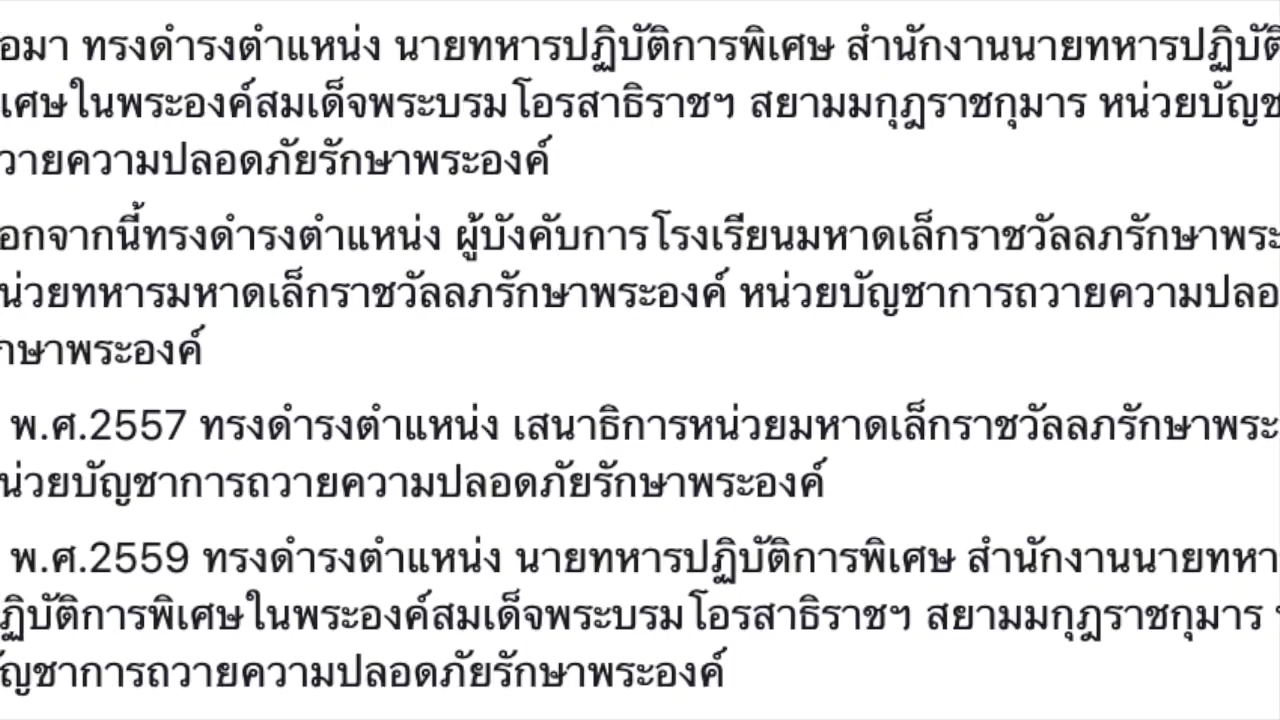 อมา ทรงดำรงตำแหน่ง นายทหารปฏิบัติการพิเศษ สำนักงานนายทหารปฏิบัติ
เศษในพระองค์สมเด็จพระบรมโอรสาธิราชฯ สยามมกุฎราชกุมาร หน่วยบัญช
วายความปลอดภัยรักษาพระองค์
อกจากนี้ทรงดำรงตำแหน่ง ผู้บังคับการโรงเรียนมหาดเล็กราชวัลลภรักษาพระ
น่วยทหารมหาดเล็กราชวัลลภรักษาพระองค์ หน่วยบัญชาการถวายความปลอ
กษาพระองค์
พ.ศ.2557 ทรงดำรงตำแหน่ง เสนาธิการหน่วยมหาดเล็กราชวัลลภรักษาพระ
น่วยบัญชาการถวายความปลอดภัยรักษาพระองค์
พ.ศ.2559 ทรงดำรงตำแหน่ง นายทหารปฏิบัติการพิเศษ สำนักงานนายทหา
ฏิบัติการพิเศษในพระองค์สมเด็จพระบรมโอรสาธิราชฯ สยามมกุฎราชกุมาร
ัญชาการถวายความปลอดภัยรักษาพระองค์